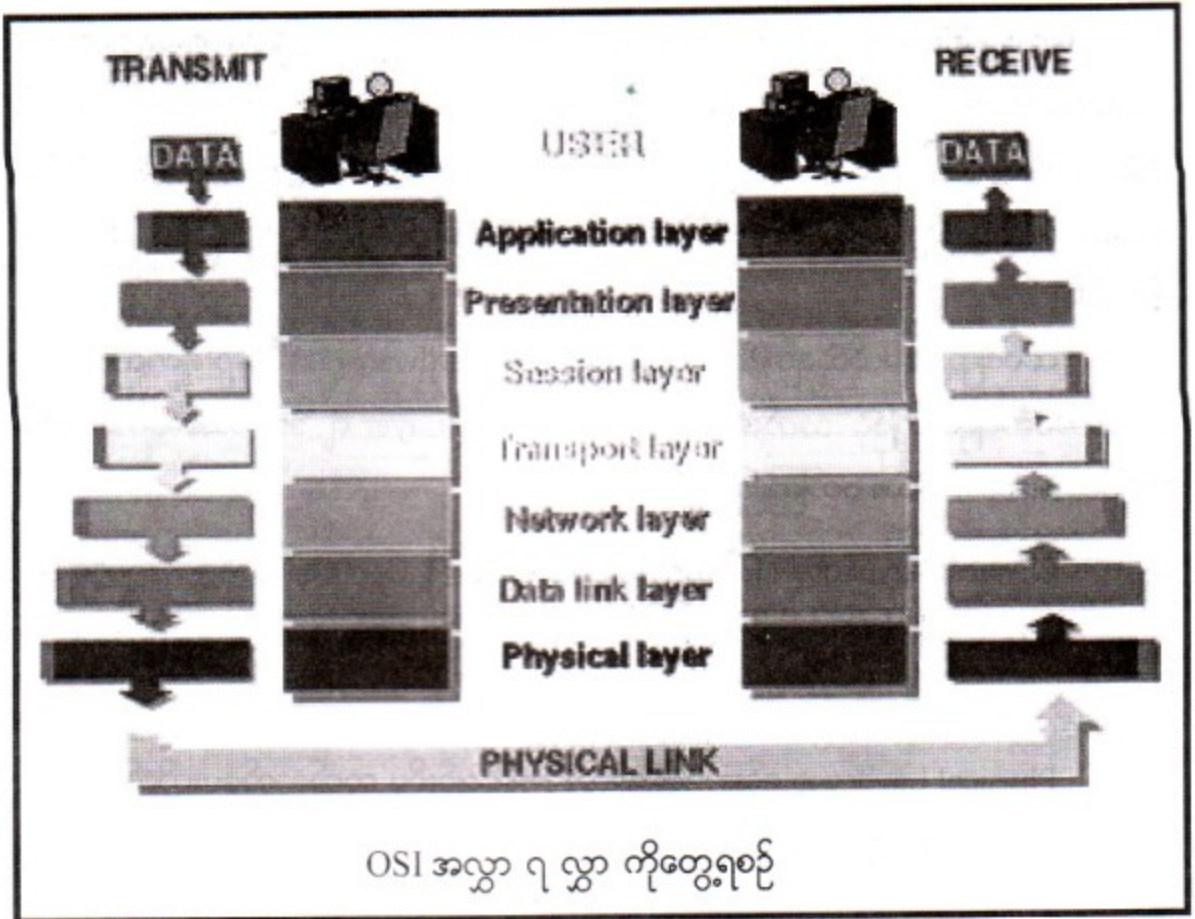 TRANSMIT
RECEIVE
DATA
USER
DATA
Application layer
Presentation layer
Session layer
Transport layer
Network layer
Data link layer
Physical layer
PHYSICAL LINK
OSI အလွှာ ၇ လွှာ ကိုတွေ့ရစဉ်